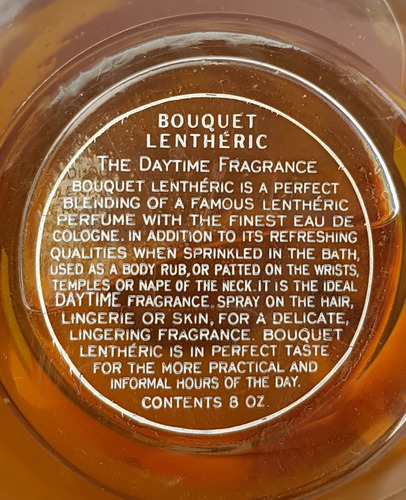 BOUQUET
LENTHÉRIC
THE DAYTIME FRAGRANCE
BOUQUET LENTHÉRIC IS A PERFECT
BLENDING OF A FAMOUS LENTHÉRIC
PERFUME WITH THE FINEST EAU DE
COLOGNE. IN ADDITION TO ITS REFRESHING
QUALITIES WHEN SPRINKLED IN THE BATH,
USED AS A BODY RUB, OR PATTED ON THE WRISTS,
TEMPLES OR NAPE OF THE NECK. IT IS THE IDEAL
DAYTIME FRAGRANCE. SPRAY ON THE HAIR,
LINGERIE OR SKIN, FOR A DELICATE,
LINGERING FRAGRANCE. BOUQUET
LENTHÉRIC IS IN PERFECT TASTE
FOR THE MORE PRACTICAL AND
INFORMAL HOURS OF THE DAY.
CONTENTS 8 OZ.